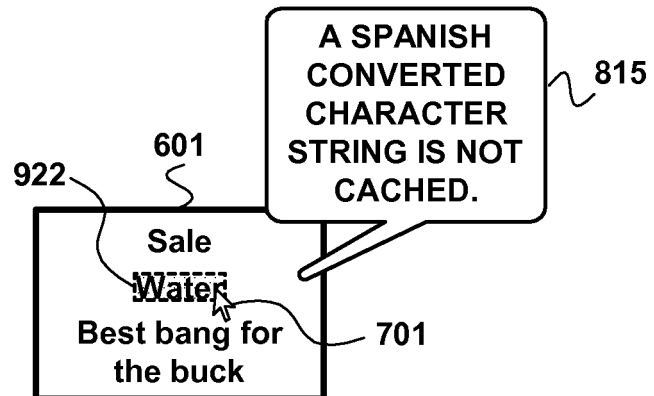 A SPANISH
CONVERTED
CHARACTER
STRING IS NOT
CACHED.
815
601
922
Sale
Water
Best bang for
the buck
701